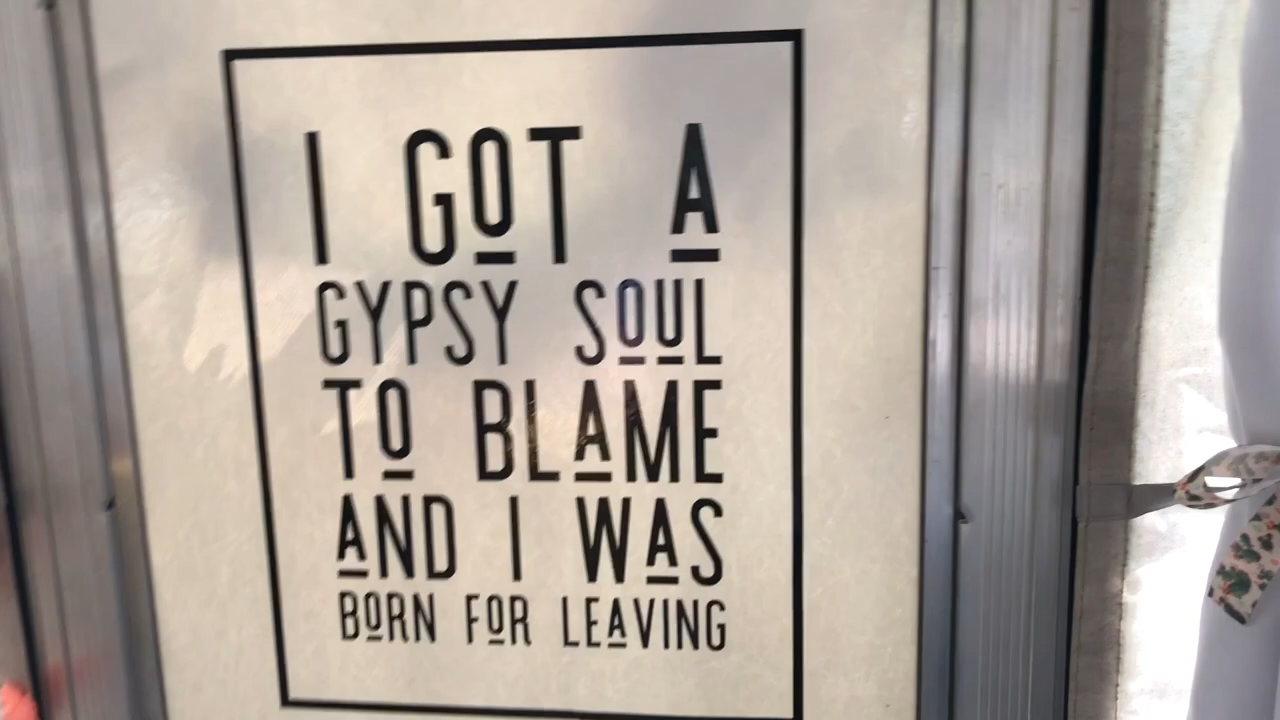 I GOT A
GYPSY SOUL
TO BLAME
AND I WAS
BORN FOR LEAVING